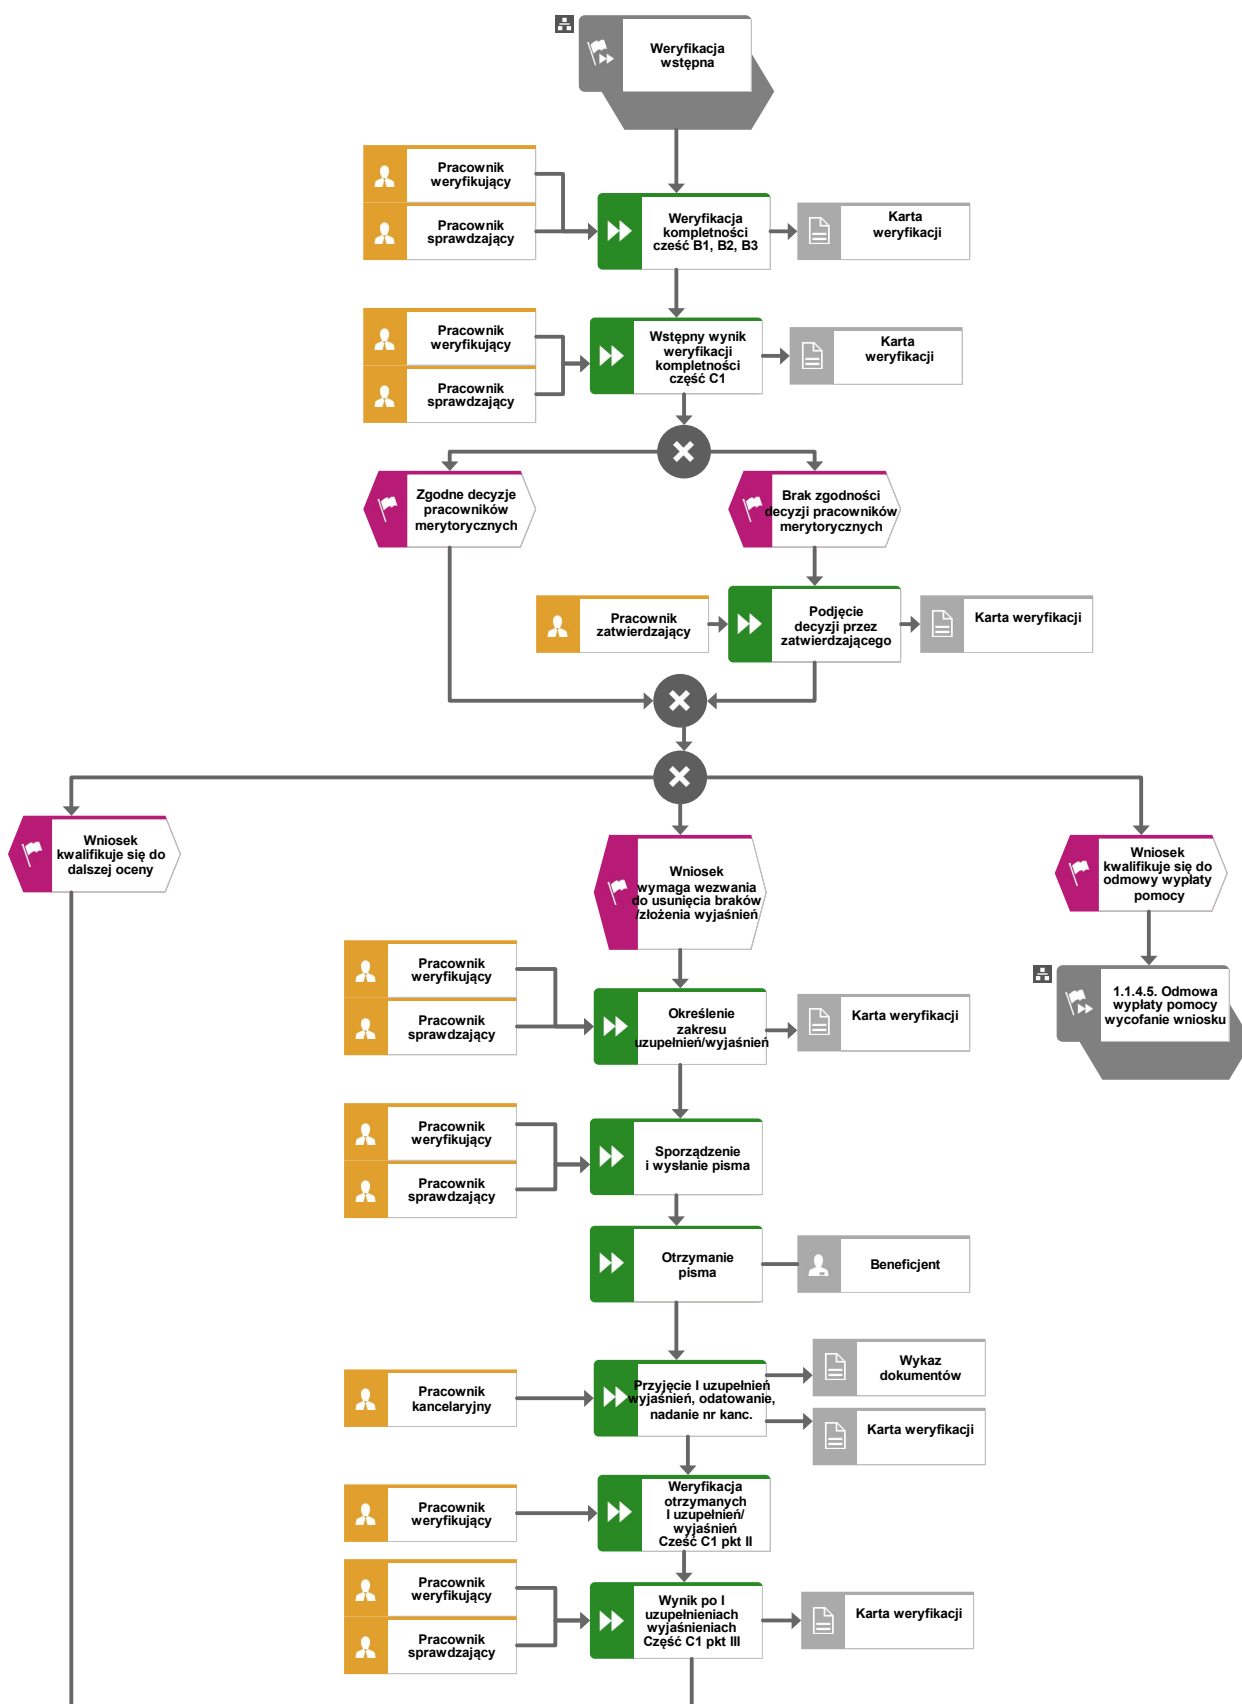 Weryfikacja
wstępna
Pracownik
weryfikujący
Pracownik
sprawdzający
Weryfikacja
kompletności
cześć B1, B2, B3
Karta
weryfikacji
Pracownik
weryfikujący
Pracownik
sprawdzający
Wstępny wynik
weryfikacji
kompletności
część C1
Karta
weryfikacji
Zgodne decyzje
pracowników
merytorycznych
Brak zgodności
decyzji pracowników
merytorycznych
Pracownik
zatwierdzający
Podjęcie
decyzji przez
zatwierdzającego
Karta weryfikacji
Wniosek
kwalifikuje się do
dalszej oceny
Wniosek
wymaga wezwania
do usunięcia braków
/złożenia wyjaśnień
Wniosek
kwalifikuje się do
odmowy wypłaty
pomocy
Pracownik
weryfikujący
Pracownik
sprawdzający
Określenie
zakresu
uzupełnień/wyjaśnień
Karta weryfikacji
1.1.4.5. Odmowa
wypłaty pomocy
wycofanie wniosku
Pracownik
weryfikujący
Pracownik
sprawdzający
Sporządzenie
i wysłanie pisma
Otrzymanie
pisma
Beneficjent
Pracownik
kancelaryjny
Przyjęcie I uzupełnień
wyjaśnień, odatowanie,
nadanie nr kanc.
Wykaz
dokumentów
Karta weryfikacji
Pracownik
weryfikujący
Weryfikacja
otrzymanych
I uzupełnień/
wyjaśnień
Cześć C1 pkt II
Pracownik
weryfikujący
Pracownik
sprawdzający
Wynik po I
uzupełnieniach
wyjaśnieniach
Część C1 pkt III
Karta weryfikacji